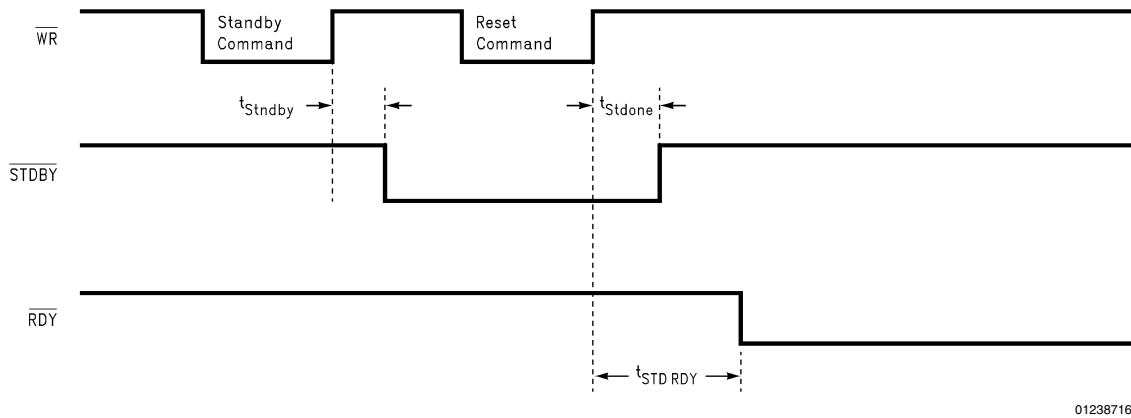 WR
Standby
Command
Reset
Command
tStndby
tStdone
STDBY
RDY
tSTD RDY
01238716